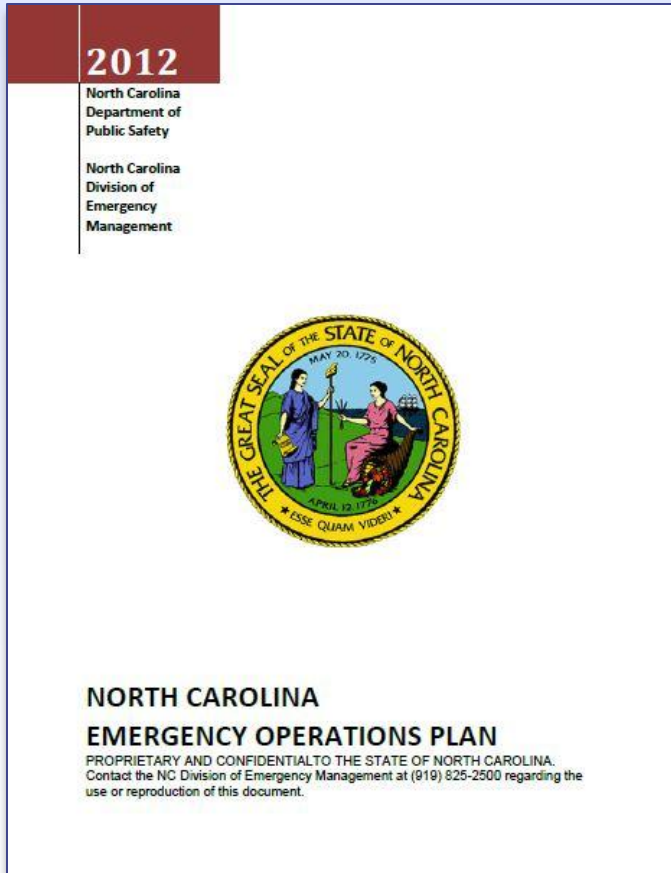 2012
North Carolina
Department of
Public Safety
North Carolina
Division of
Emergency
Management
THE GREAT SEAL OF THE STATE OF NORTH CAROLINA
MAY 20, 1775
APRIL 12, 1776
★ ESSE QUAM VIDERI ★
NORTH CAROLINA
EMERGENCY OPERATIONS PLAN
PROPRIETARY AND CONFIDENTIALTO THE STATE OF NORTH CAROLINA.
Contact the NC Division of Emergency Management at (919) 825-2500 regarding the
use or reproduction of this document.